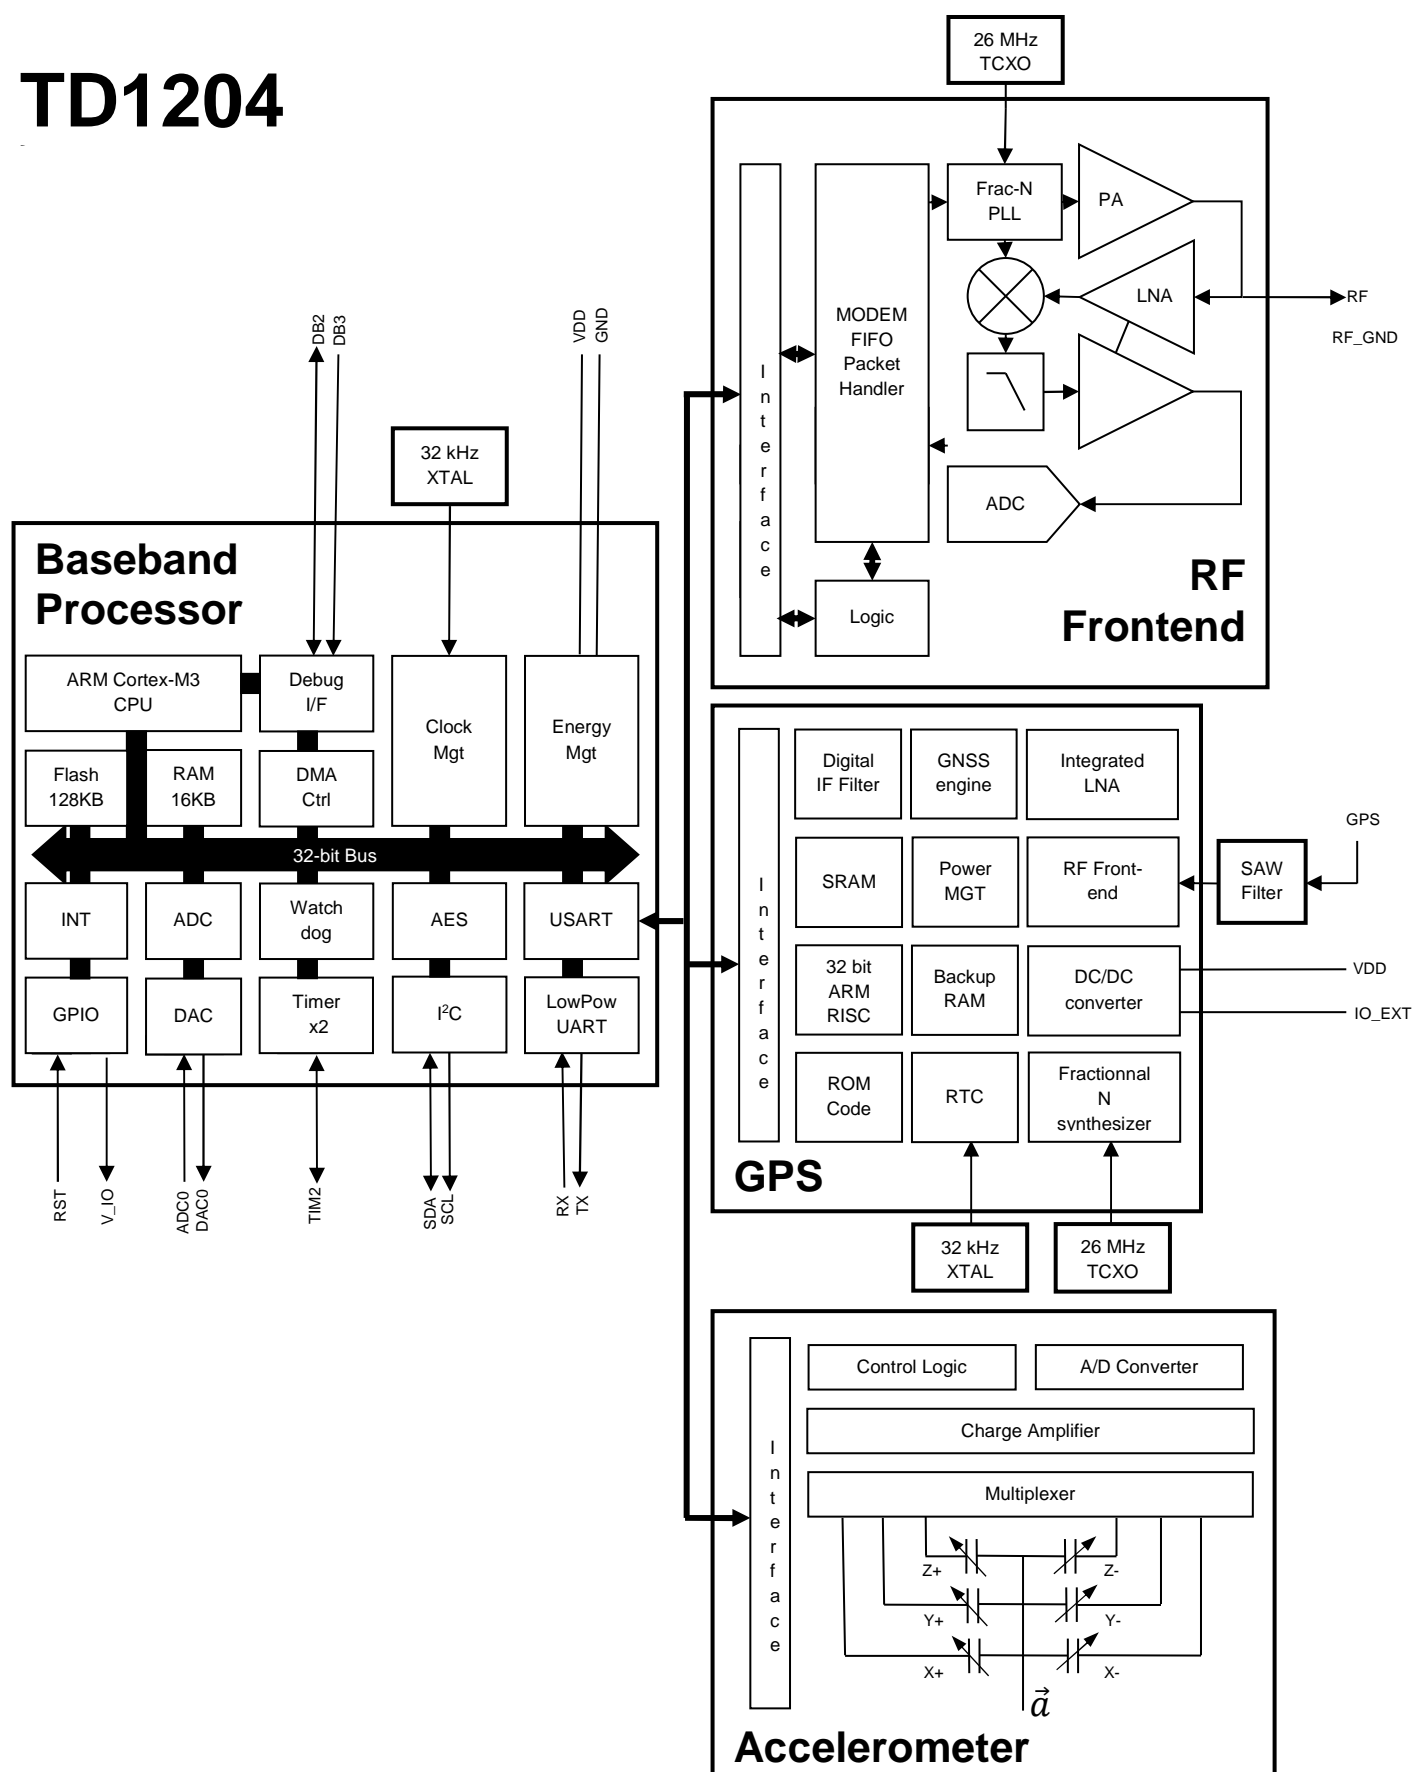 TD1204
26 MHz
TCXO
Frac-N
PLL
PA
LNA
RF
RF_GND
MODEM
FIFO
Packet
Handler
Interface
ADC
Logic
RF
Frontend
DB2
DB3
VDD
GND
32 kHz
XTAL
Baseband
Processor
ARM Cortex-M3
CPU
Debug
I/F
Clock
Mgt
Energy
Mgt
Flash
128KB
RAM
16KB
DMA
Ctrl
32-bit Bus
INT
ADC
Watch
dog
AES
USART
GPIO
DAC
Timer
x2
I²C
LowPow
UART
RST
V_IO
ADC0
DAC0
TIM2
SDA
SCL
RX
TX
Interface
Digital
IF Filter
GNSS
engine
Integrated
LNA
SRAM
Power
MGT
RF Front-
end
SAW
Filter
GPS
32 bit
ARM
RISC
Backup
RAM
DC/DC
converter
VDD
IO_EXT
ROM
Code
RTC
Fractionnal
N
synthesizer
GPS
32 kHz
XTAL
26 MHz
TCXO
Interface
Control Logic
A/D Converter
Charge Amplifier
Multiplexer
Z+
Z-
Y+
Y-
X+
X-
a⃗
Accelerometer